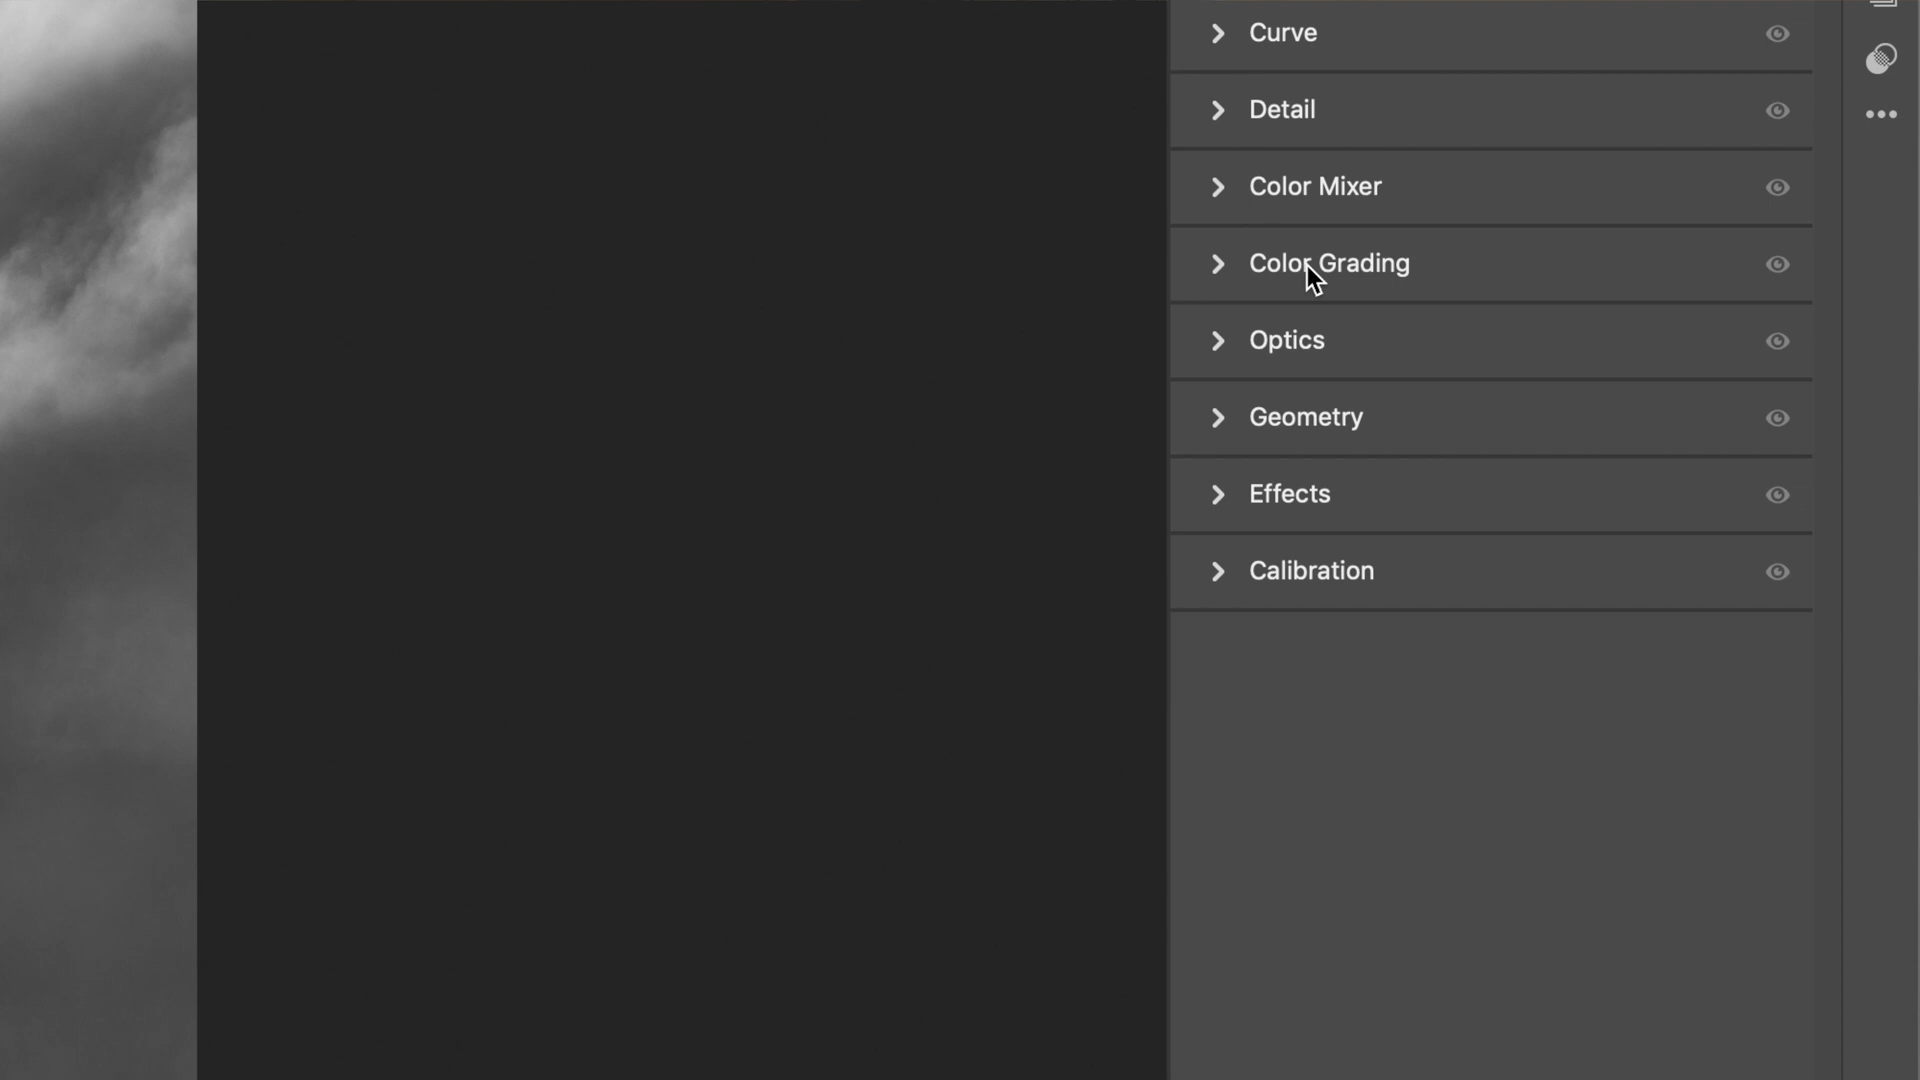 Curve
Detail
Color Mixer
Color Grading
Optics
Geometry
Effects
Calibration